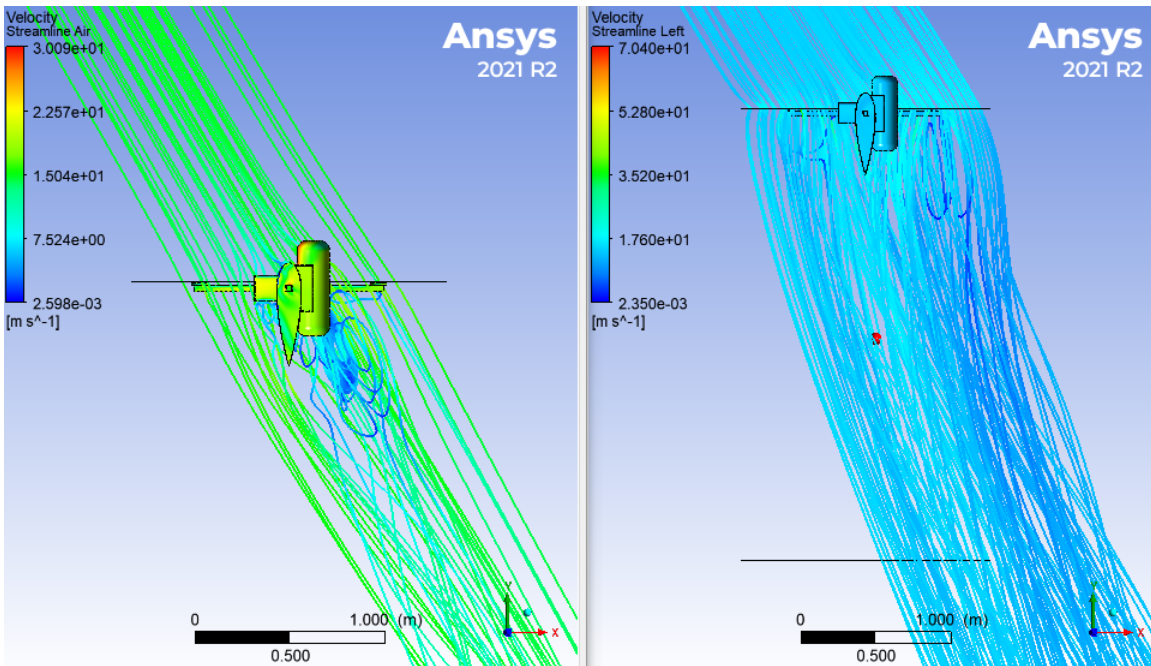 Velocity
Streamline Air
3.009e+01
2.257e+01
1.504e+01
7.524e+00
2.598e-03
[m s^-1]
Ansys
2021 R2
0
1.000 (m)
0.500
Y
X
Velocity
Streamline Left
7.040e+01
5.280e+01
3.520e+01
1.760e+01
2.350e-03
[m s^-1]
Ansys
2021 R2
0
1.000 (m)
0.500
Y
X